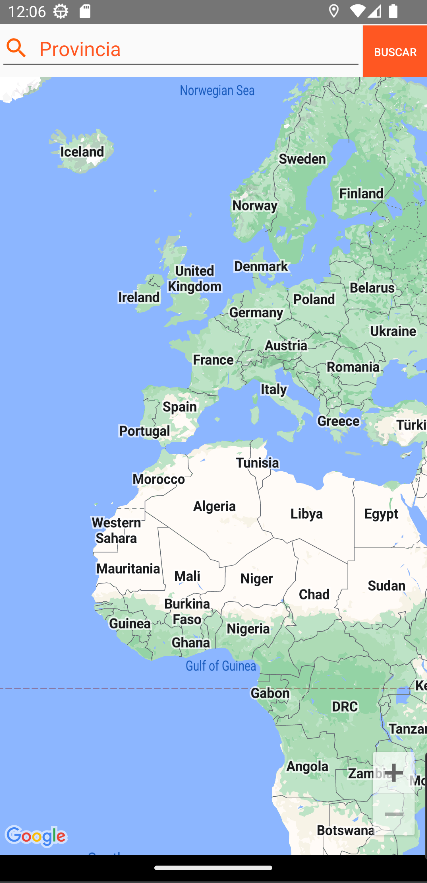 12:06
Provincia
BUSCAR
Norwegian Sea
Iceland
Sweden
Finland
Norway
United
Kingdom
Denmark
Ireland
Belarus
Poland
Germany
Ukraine
Austria
France
Romania
Italy
Spain
Greece
Türki
Portugal
Tunisia
Morocco
Algeria
Libya
Egypt
Western
Sahara
Mauritania
Mali
Niger
Sudan
Chad
Burkina
Faso
Guinea
Nigeria
Ghana
Gulf of Guinea
Gabon
Ke
DRC
Tanzan
Angola
Zamb
Mo
Botswana
Google